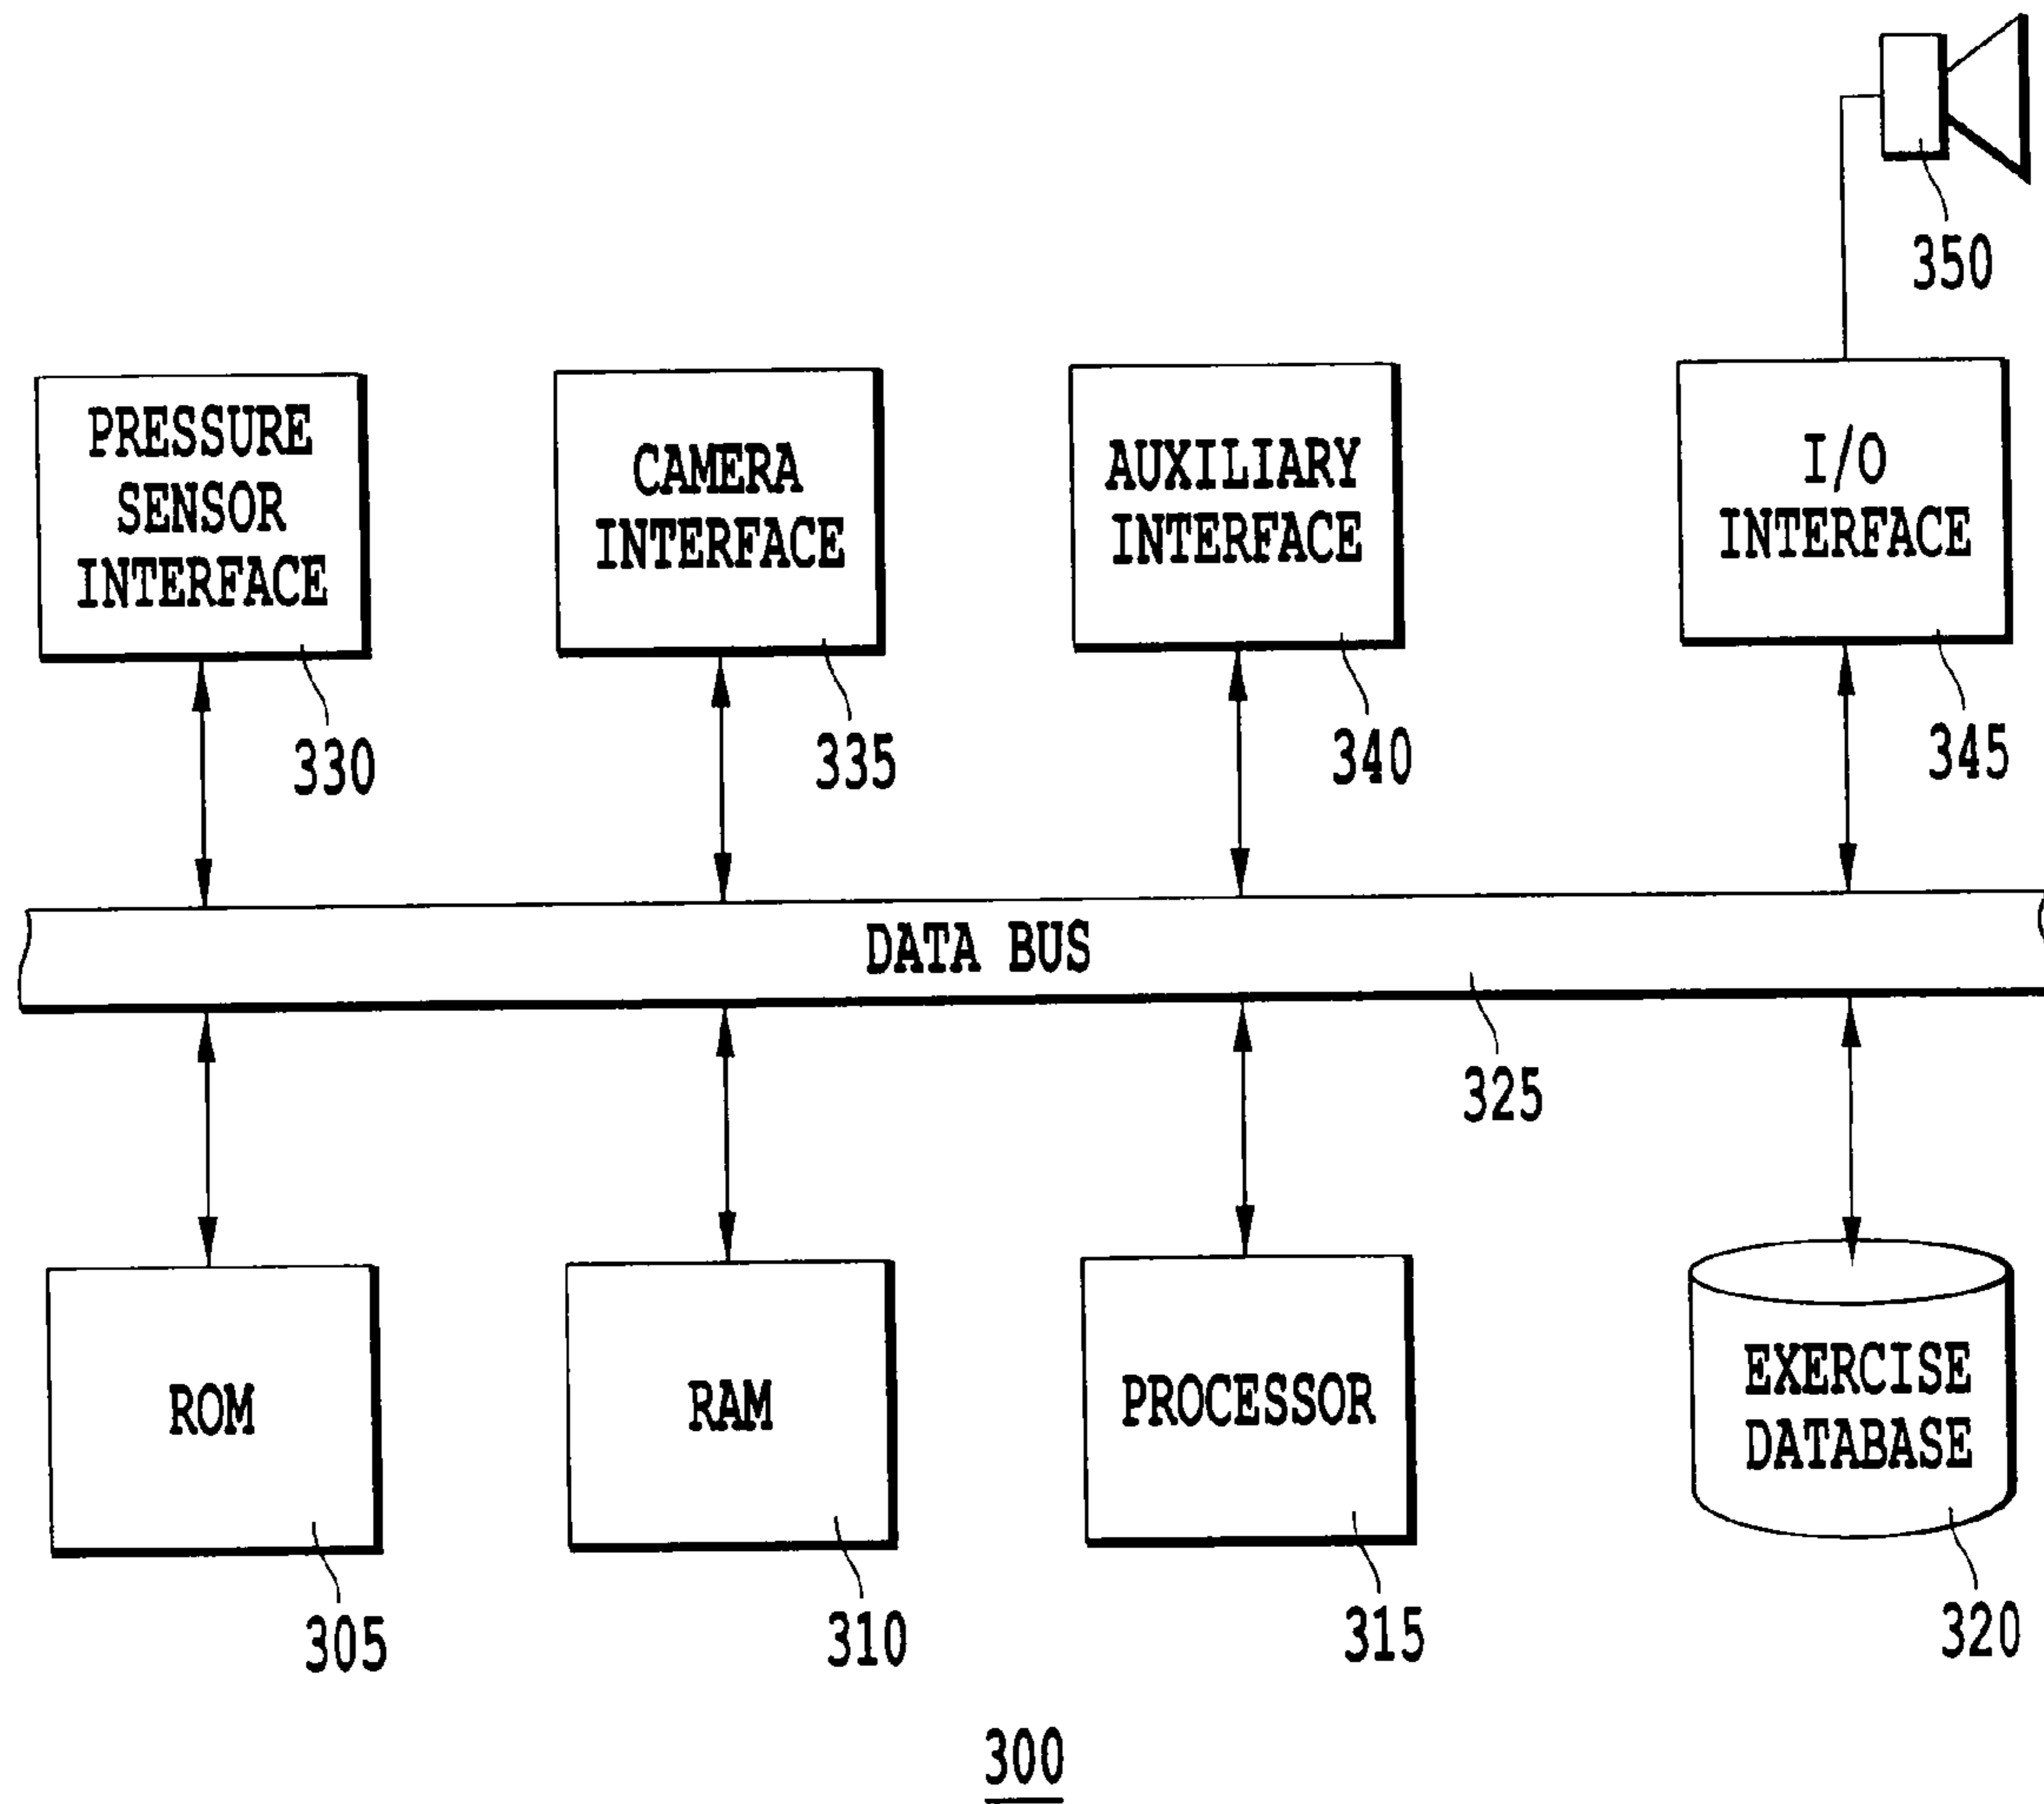 350
PRESSURE
SENSOR
INTERFACE
CAMERA
INTERFACE
AUXILIARY
INTERFACE
I/O
INTERFACE
330
335
340
345
DATA BUS
325
ROM
RAM
PROCESSOR
EXERCISE
DATABASE
305
310
315
320
300